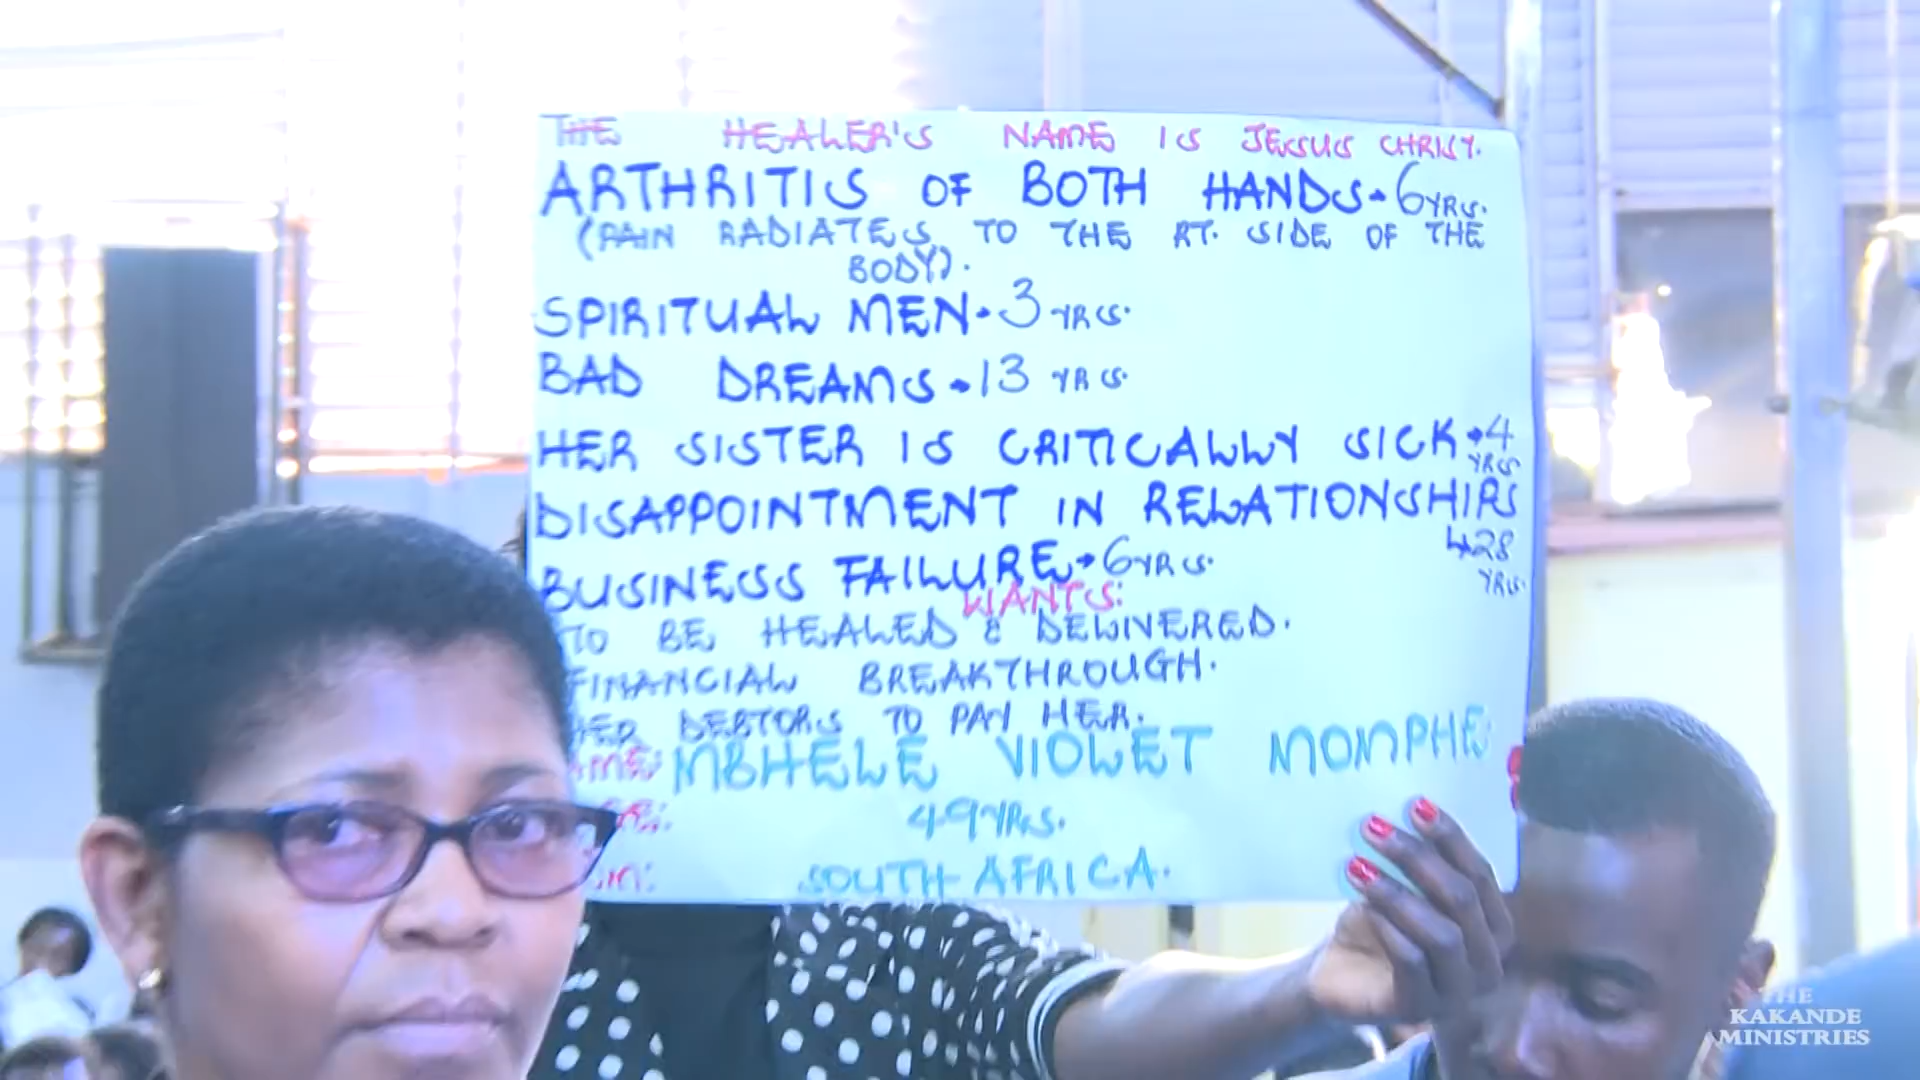 THE HEALER'S NAME IS JESUS CHRIST.
ARTHRITIS OF BOTH HANDS→6YRS.
(PAIN RADIATES TO THE RT. SIDE OF THE
BODY).
SPIRITUAL MEN→3 YRS.
BAD DREAMS→13 YRS.
HER SISTER IS CRITICALLY SICK→4
YRS
DISAPPOINTMENT IN RELATIONSHIPS
↳28
YRS.
BUSINESS FAILURE→6YRS.
WANTS:
TO BE HEALED & DELIVERED.
FINANCIAL BREAKTHROUGH.
HER DEBTORS TO PAY HER.
MBHELE VIOLET NOMPHE
49YRS.
SOUTH AFRICA.
THE
KAKANDE
MINISTRIES